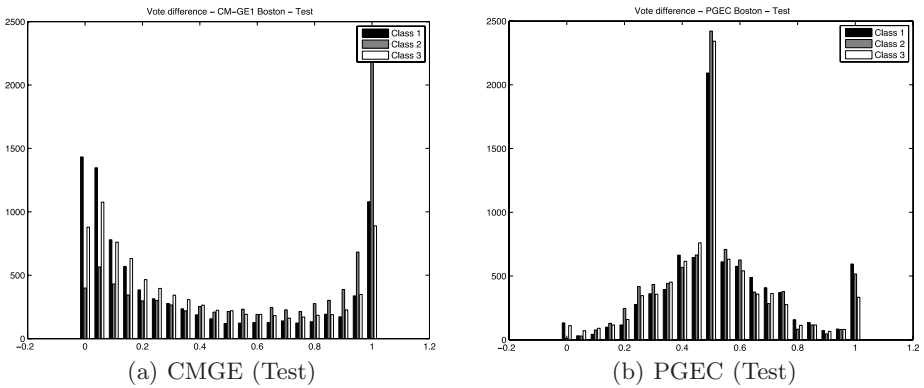 Vote difference – CM–GE1 Boston – Test
2500
2000
1500
1000
500
0
−0.2 0 0.2 0.4 0.6 0.8 1 1.2
Class 1
Class 2
Class 3
(a) CMGE (Test)
Vote difference – PGEC Boston – Test
2500
2000
1500
1000
500
0
−0.2 0 0.2 0.4 0.6 0.8 1 1.2
Class 1
Class 2
Class 3
(b) PGEC (Test)